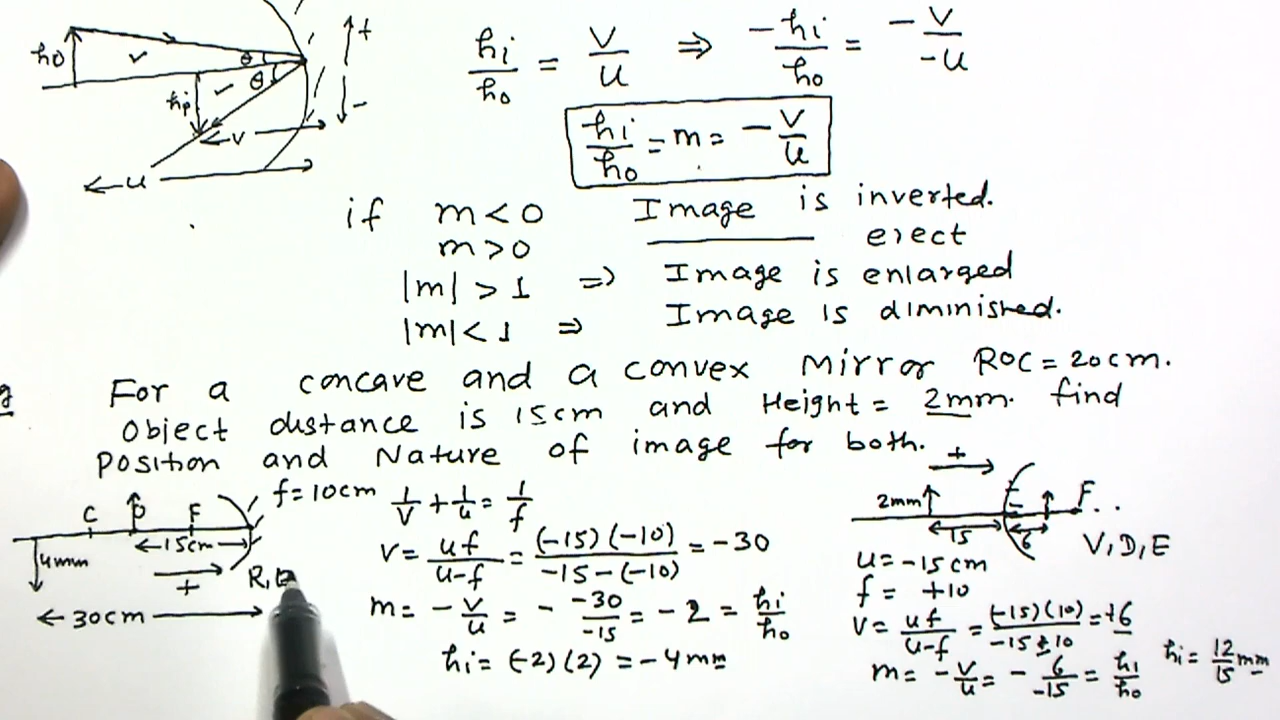 ho
θ
θ
hi
v
u
+
-
hi/ho = v/u ⇒ -hi/ho = -v/-u
hi/ho = m = -v/u
if m < 0 Image is inverted.
m > 0 erect
|m| > 1 ⇒ Image is enlarged
|m| < 1 ⇒ Image is diminished.
For a concave and a convex mirror ROC = 20cm.
Object distance is 15cm and Height = 2mm. find
Position and Nature of image for both.
C F
15cm
4mm
+
30cm
f = 10cm
1/v + 1/u = 1/f
v = uf/u-f = (-15)(-10)/-15-(-10) = -30
m = -v/u = - -30/-15 = -2 = hi/ho
hi = (-2)(2) = -4mm
+
2mm
F
15
6
V, D, E
u = -15cm
f = +10
v = uf/u-f = (-15)(10)/-15±10 = +6
m = -v/u = - 6/-15 = hi/ho
hi = 12/15 mm